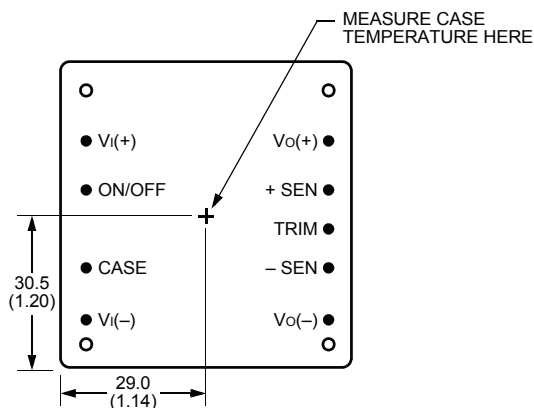 MEASURE CASE
TEMPERATURE HERE
VI(+)
VO(+)
ON/OFF
+ SEN
TRIM
CASE
– SEN
30.5
(1.20)
VI(–)
VO(–)
29.0
(1.14)